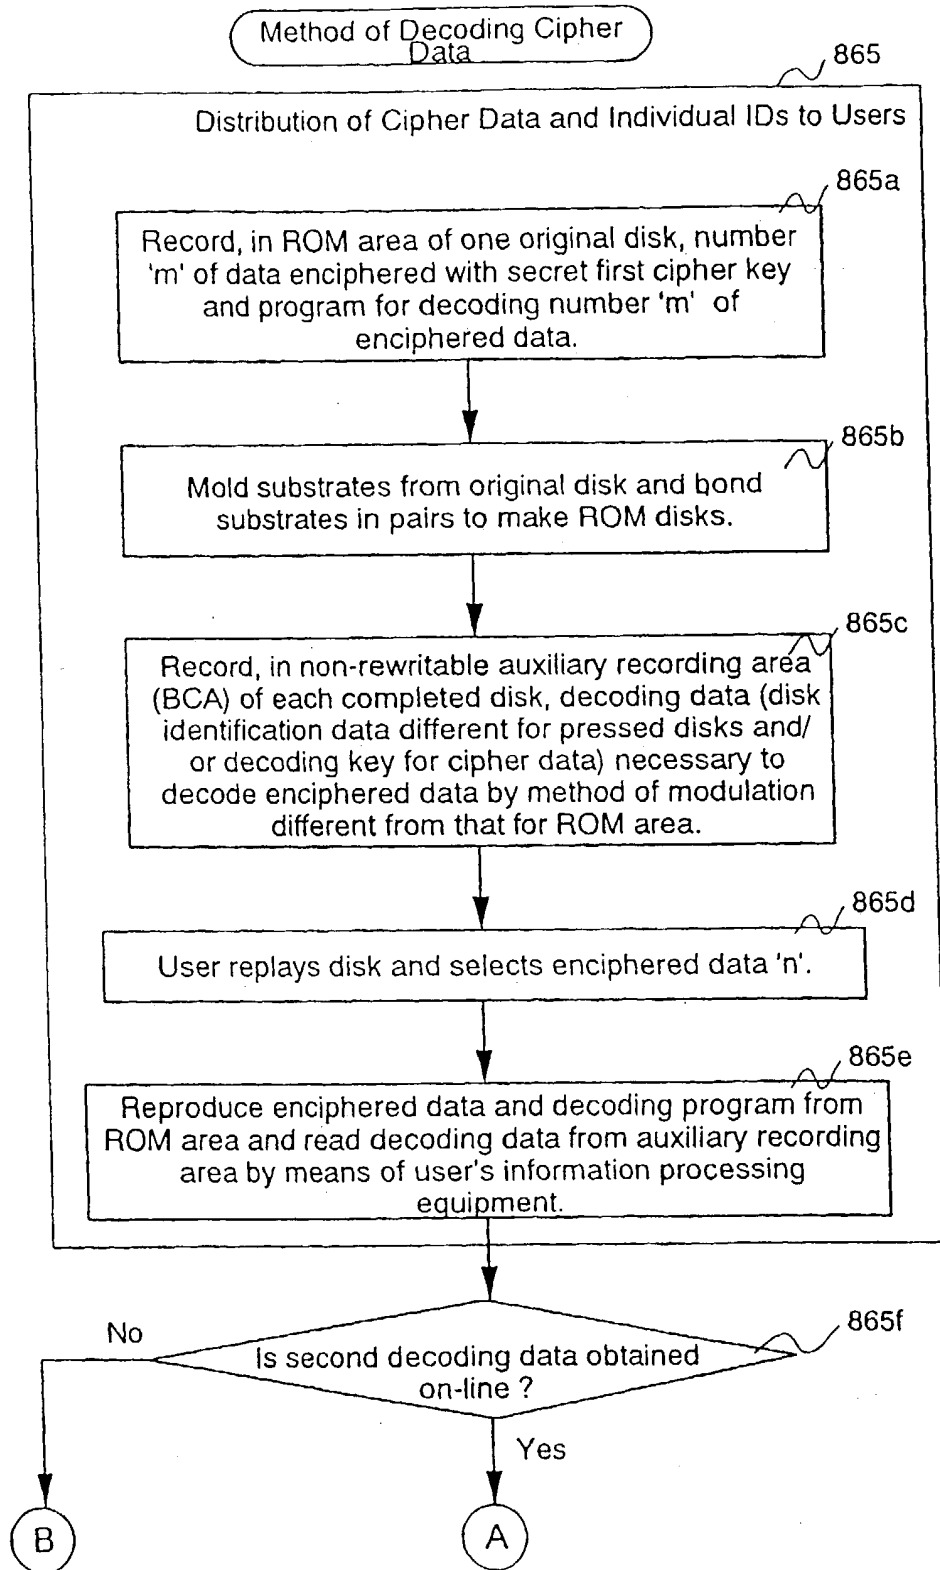 Method of Decoding Cipher
Data
865
Distribution of Cipher Data and Individual IDs to Users
865a
Record, in ROM area of one original disk, number
'm' of data enciphered with secret first cipher key
and program for decoding number 'm' of
enciphered data.
865b
Mold substrates from original disk and bond
substrates in pairs to make ROM disks.
865c
Record, in non-rewritable auxiliary recording area
(BCA) of each completed disk, decoding data (disk
identification data different for pressed disks and/
or decoding key for cipher data) necessary to
decode enciphered data by method of modulation
different from that for ROM area.
865d
User replays disk and selects enciphered data 'n'.
865e
Reproduce enciphered data and decoding program from
ROM area and read decoding data from auxiliary recording
area by means of user's information processing
equipment.
865f
No
Is second decoding data obtained
on-line ?
Yes
B
A